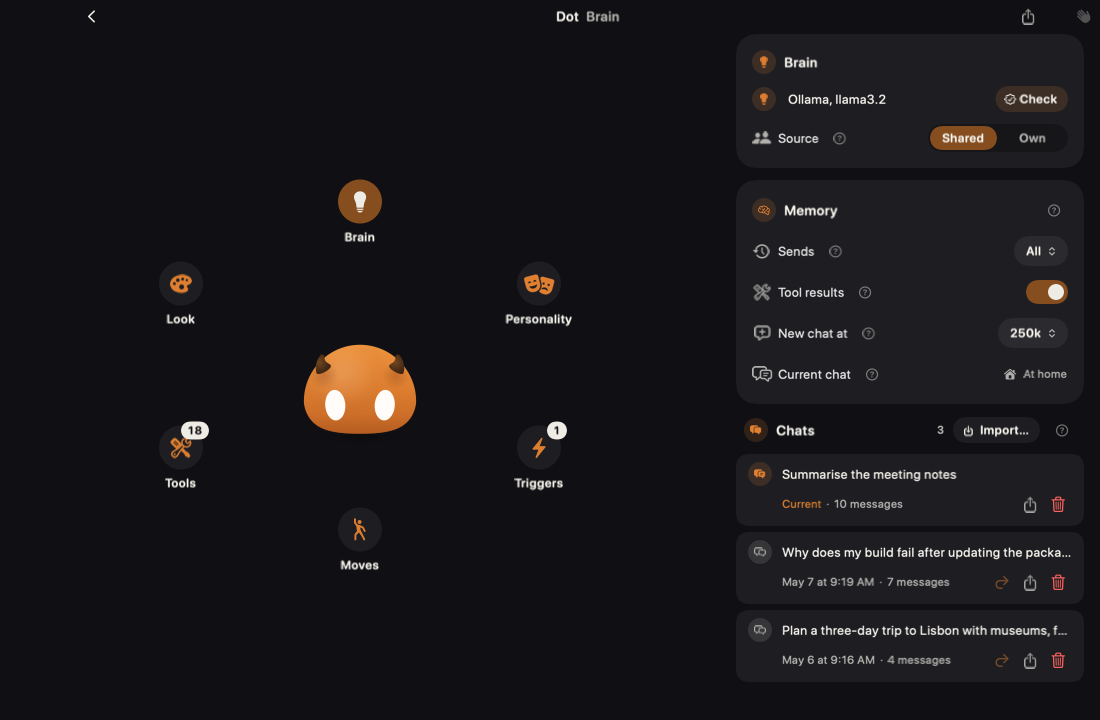 Dot Brain
Brain
Look
Personality
18
Tools
1
Triggers
Moves
Brain
Ollama, llama3.2
Check
Source
Shared
Own
Memory
Sends
All
Tool results
New chat at
250k
Current chat
At home
Chats
3
Import...
Summarise the meeting notes
Current · 10 messages
Why does my build fail after updating the packa...
May 7 at 9:19 AM · 7 messages
Plan a three-day trip to Lisbon with museums, f...
May 6 at 9:16 AM · 4 messages